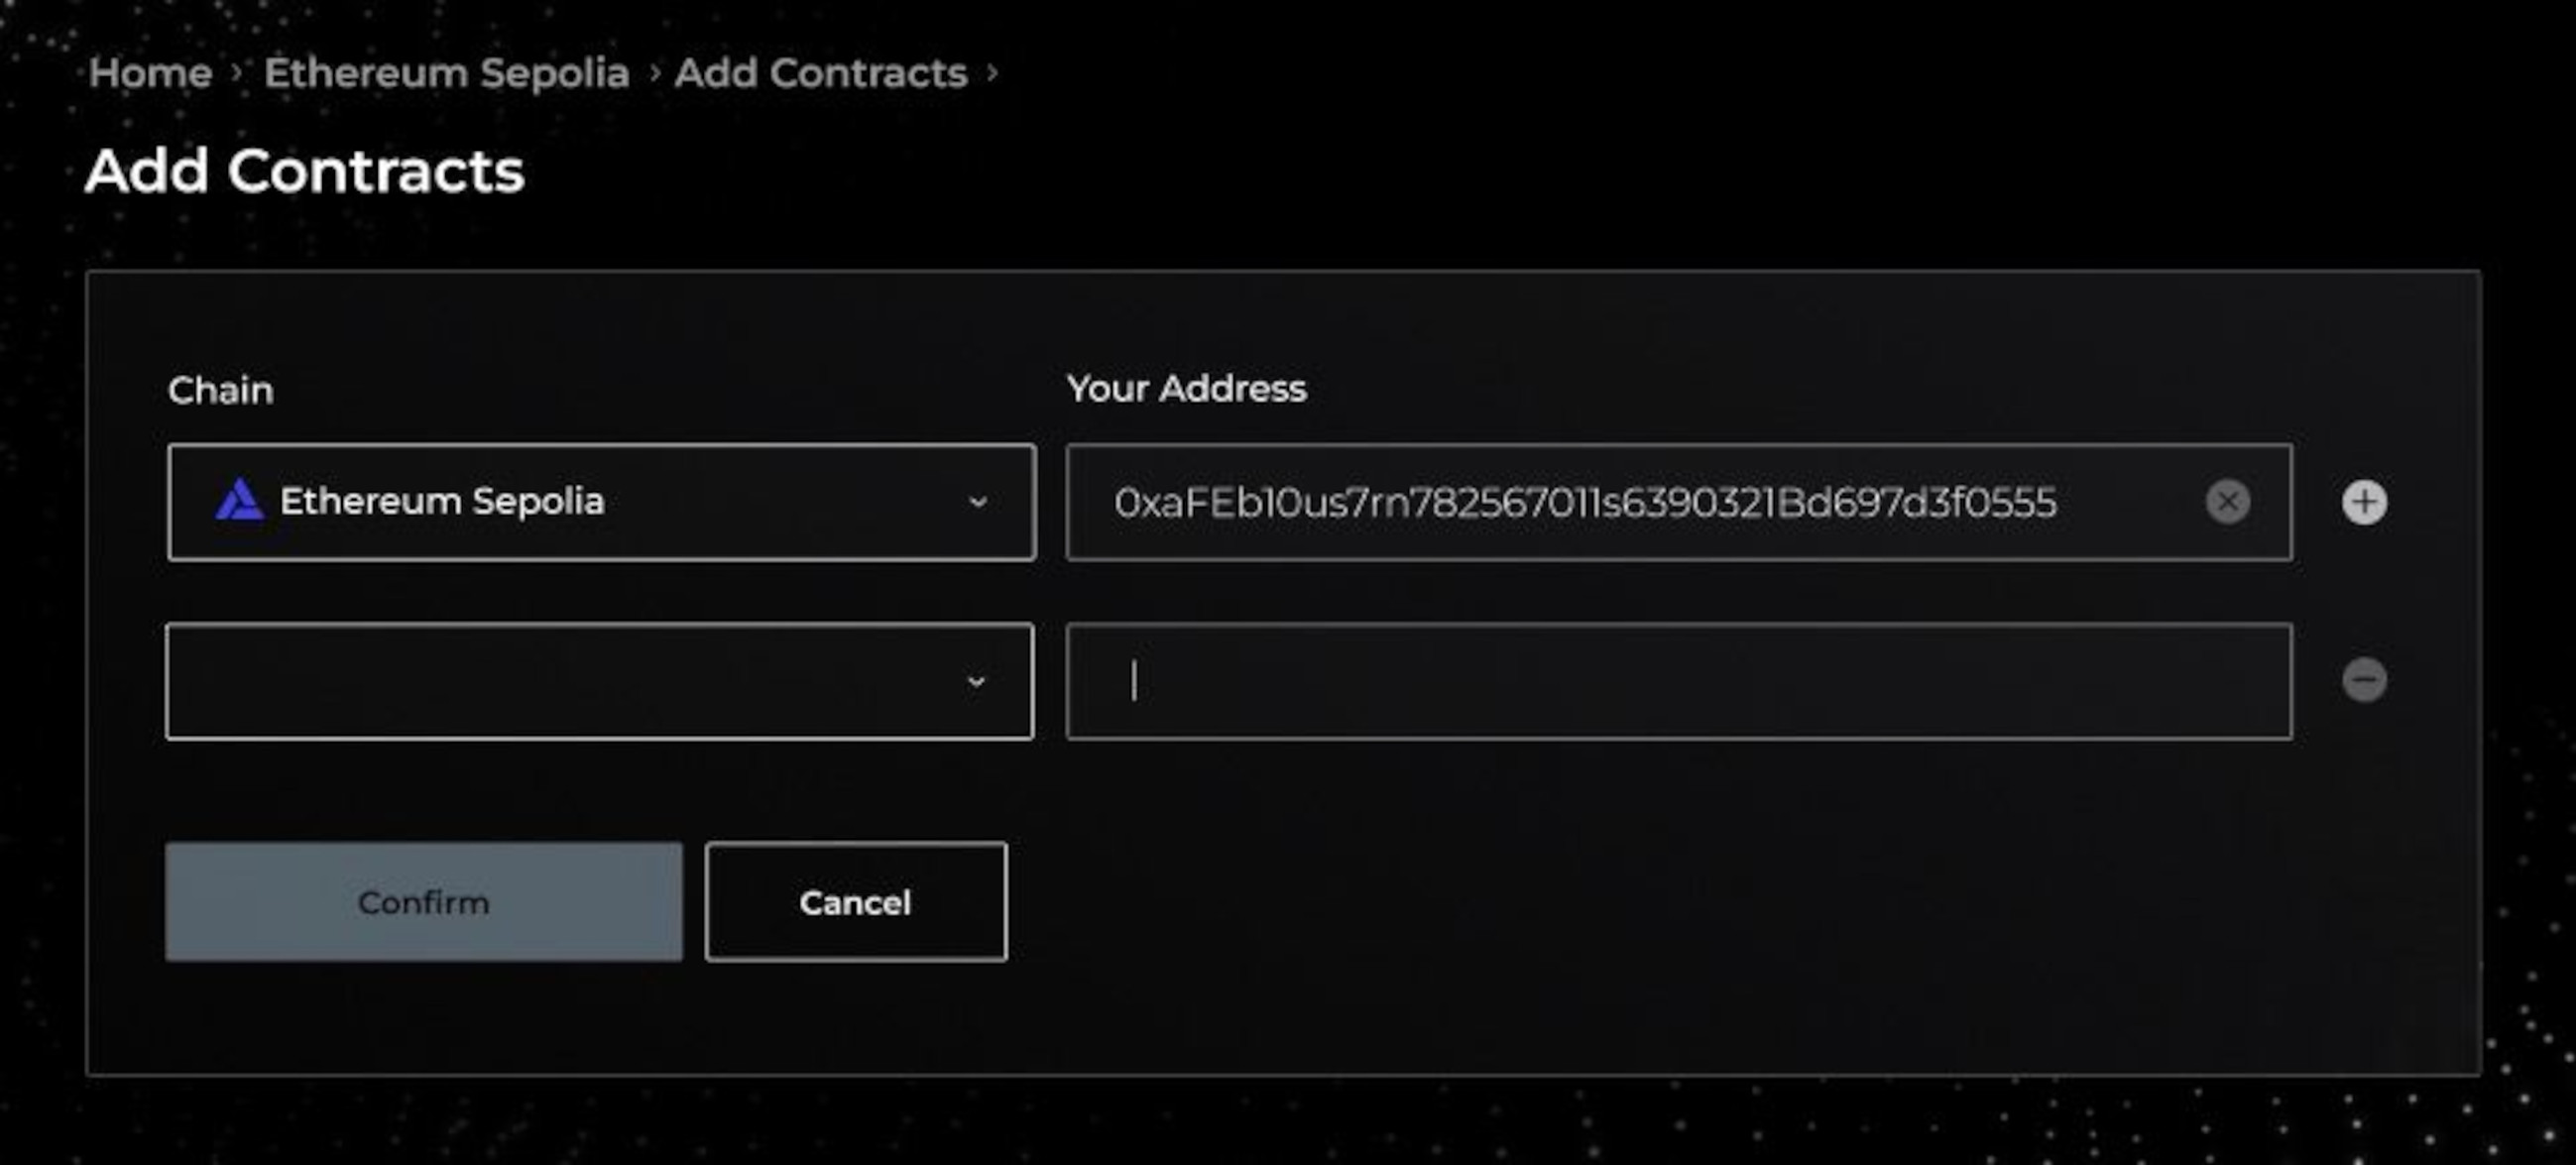 Home > Ethereum Sepolia > Add Contracts >
Add Contracts
Chain
Your Address
Ethereum Sepolia
0xaFEb10us7rn782567011s6390321Bd697d3f0555
Confirm
Cancel